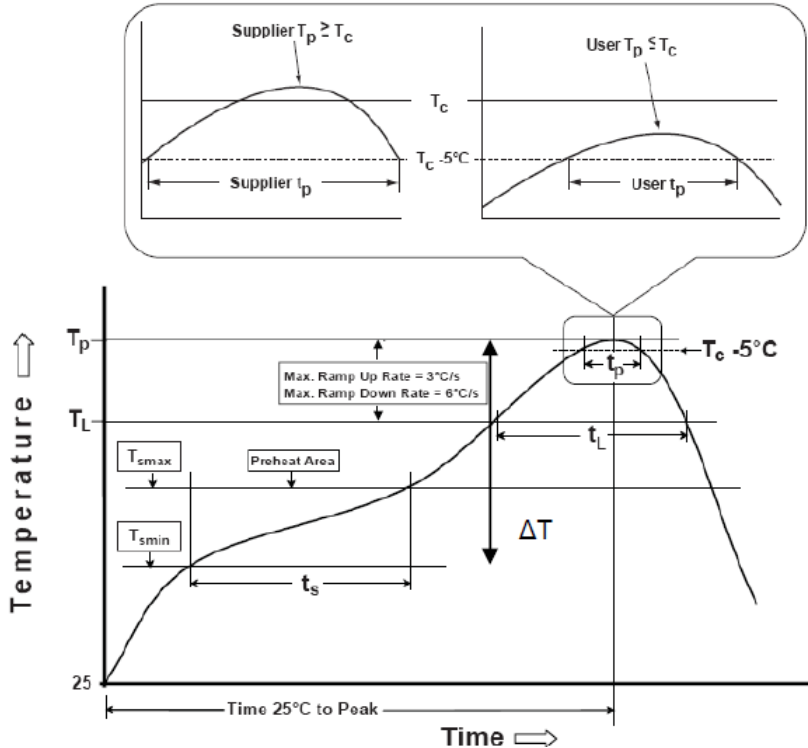 Supplier Tp ≥ Tc
User Tp ≤ Tc
Tc
Tc -5°C
Supplier tp
User tp
Tp
Tc -5°C
tp
Max. Ramp Up Rate = 3°C/s
Max. Ramp Down Rate = 6°C/s
TL
tL
Tsmax
Preheat Area
Tsmin
ΔT
ts
Temperature
25
Time 25°C to Peak
Time